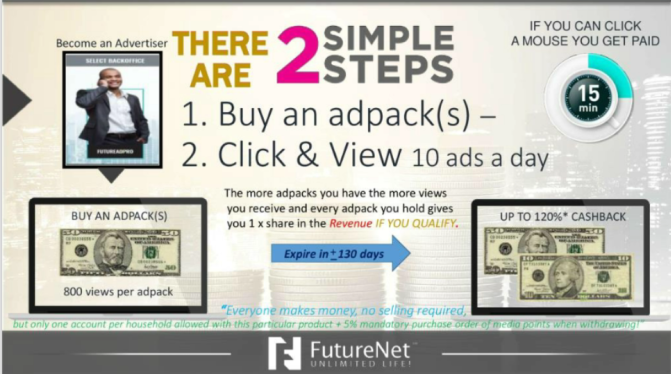 Become an Advertiser
SELECT BACKOFFICE
FUTUREADPRO
THERE ARE 2 SIMPLE STEPS
IF YOU CAN CLICK
A MOUSE YOU GET PAID
15
min
1. Buy an adpack(s) –
2. Click & View 10 ads a day
The more adpacks you have the more views
you receive and every adpack you hold gives
you 1 x share in the Revenue IF YOU QUALIFY.
BUY AN ADPACK(S)
50
800 views per adpack
Expire in ± 130 days
UP TO 120%* CASHBACK
50
10
"Everyone makes money, no selling required,
but only one account per household allowed with this particular product + 5% mandatory purchase order of media points when withdrawing!"
FutureNet
UNLIMITED LIFE!